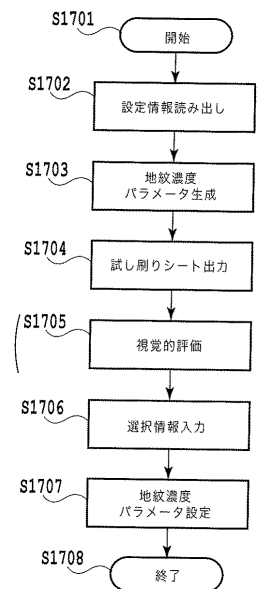 S1701
開始
S1702
設定情報読み出し
S1703
地紋濃度
パラメータ生成
S1704
試し刷りシート出力
S1705
視覚的評価
S1706
選択情報入力
S1707
地紋濃度
パラメータ設定
S1708
終了